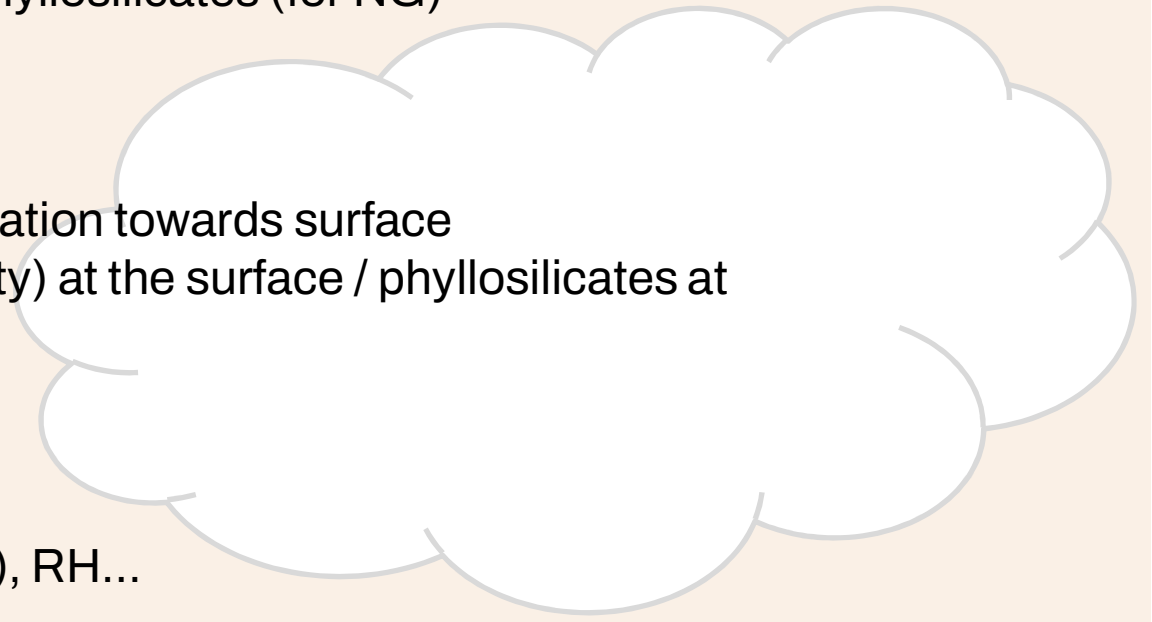 hyllosilicates (for NG)
ation towards surface
ty) at the surface / phyllosilicates at
), RH...